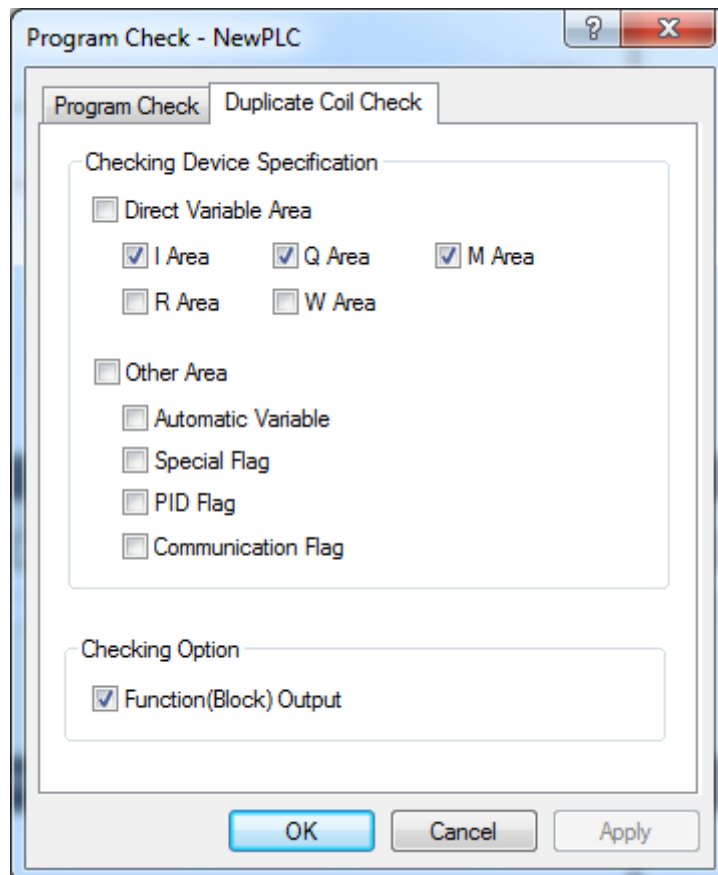 Program Check - NewPLC
?
Program Check Duplicate Coil Check
Checking Device Specification
Direct Variable Area
I Area Q Area M Area
R Area W Area
Other Area
Automatic Variable
Special Flag
PID Flag
Communication Flag
Checking Option
Function(Block) Output
OK Cancel Apply